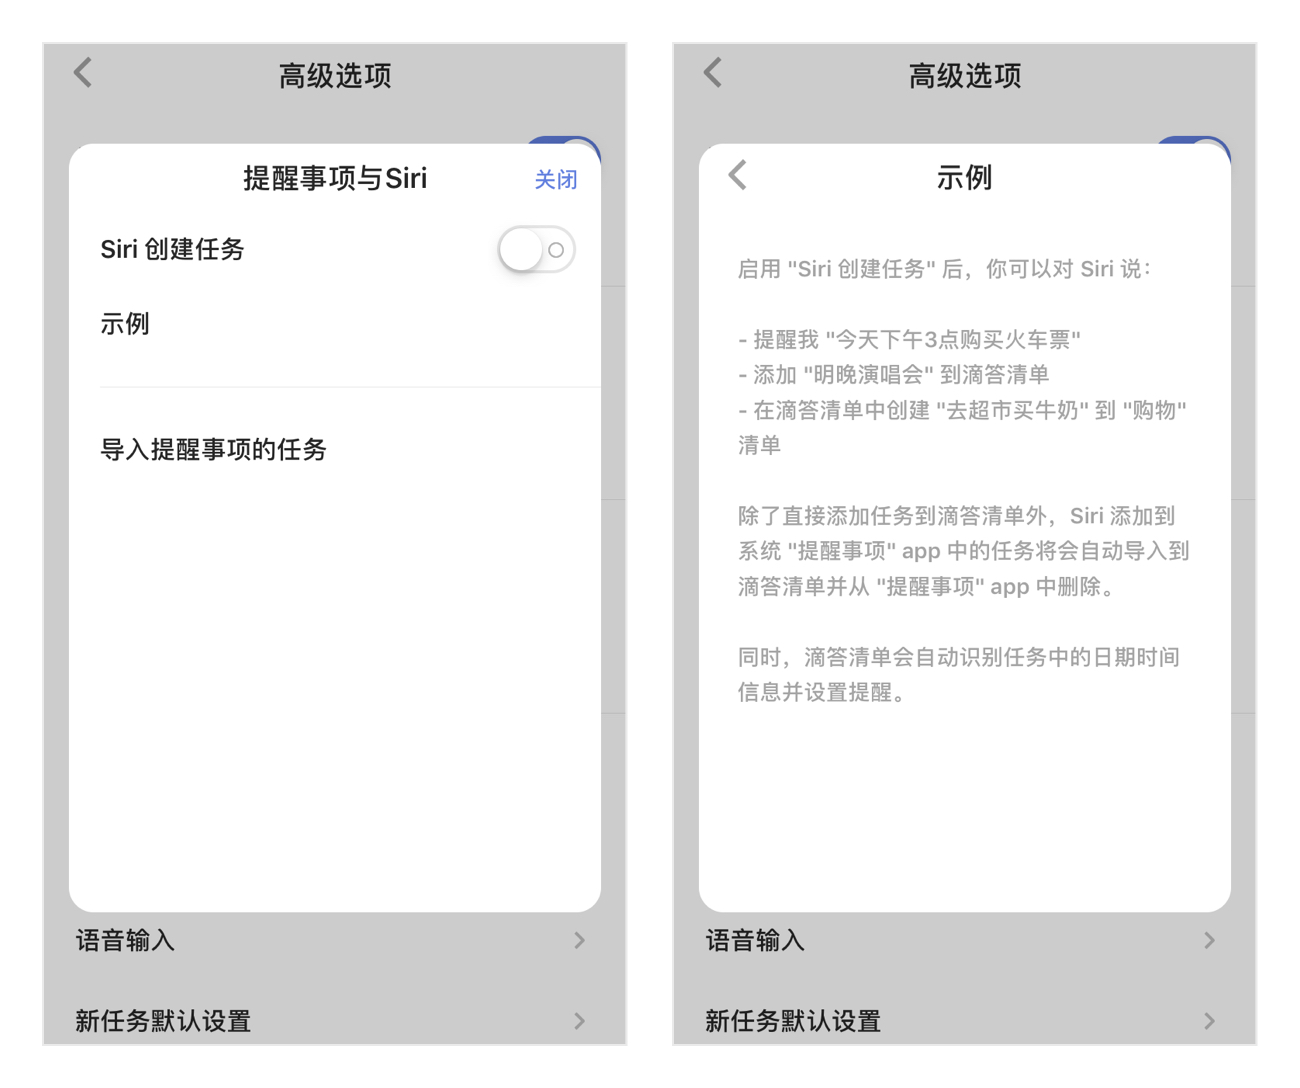 高级选项
提醒事项与Siri
关闭
Siri 创建任务
示例
导入提醒事项的任务
语音输入
新任务默认设置
高级选项
示例
启用 "Siri 创建任务" 后，你可以对 Siri 说：
- 提醒我 "今天下午3点购买火车票"
- 添加 "明晚演唱会" 到滴答清单
- 在滴答清单中创建 "去超市买牛奶" 到 "购物"
清单
除了直接添加任务到滴答清单外，Siri 添加到
系统 "提醒事项" app 中的任务将会自动导入到
滴答清单并从 "提醒事项" app 中删除。
同时，滴答清单会自动识别任务中的日期时间
信息并设置提醒。
语音输入
新任务默认设置